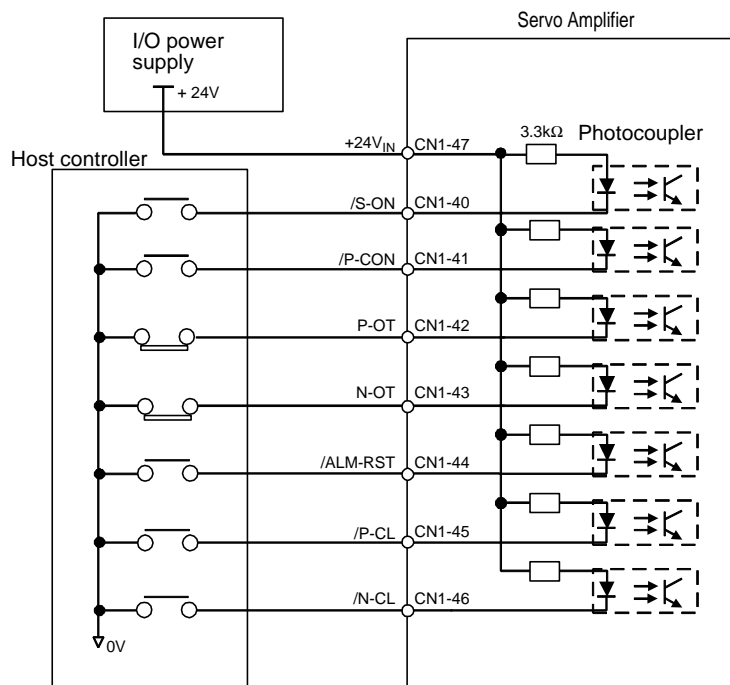 Servo Amplifier
I/O power
supply
+ 24V
3.3kΩ
Photocoupler
+24VIN
CN1-47
Host controller
/S-ON
CN1-40
/P-CON
CN1-41
P-OT
CN1-42
N-OT
CN1-43
/ALM-RST
CN1-44
/P-CL
CN1-45
/N-CL
CN1-46
0V